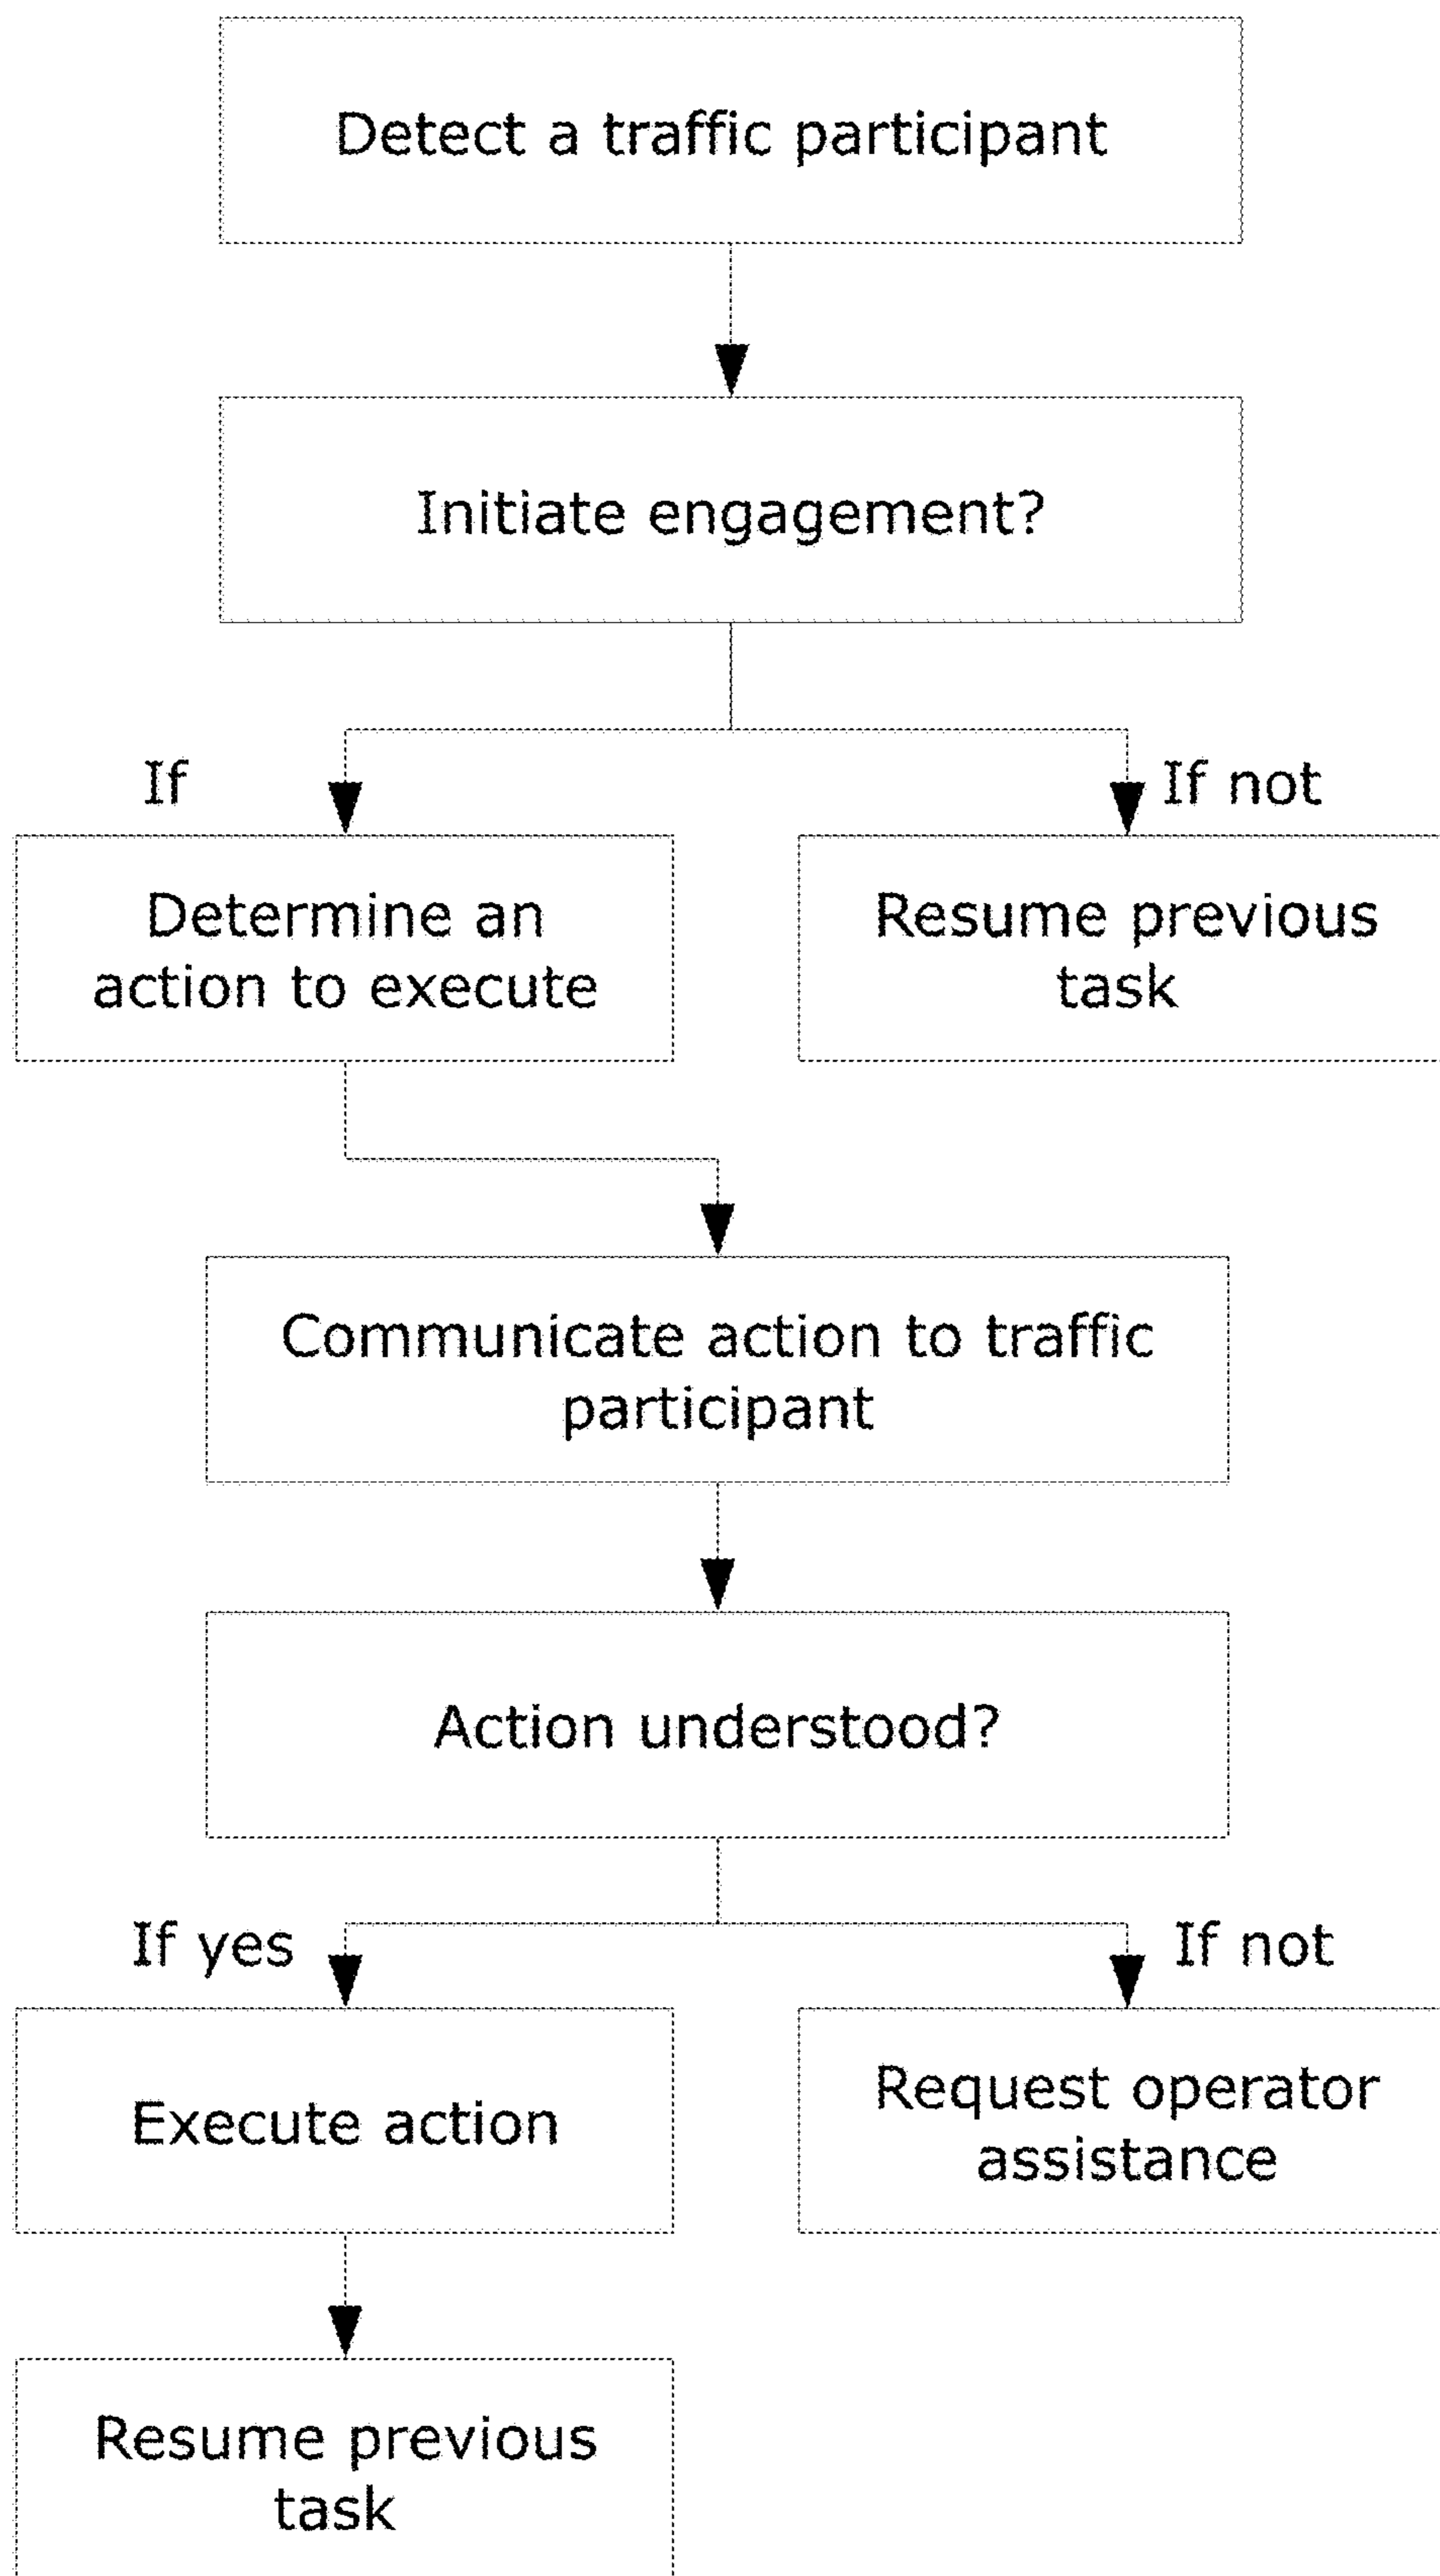 Detect a traffic participant
Initiate engagement?
If
If not
Determine an
action to execute
Resume previous
task
Communicate action to traffic
participant
Action understood?
If yes
If not
Execute action
Request operator
assistance
Resume previous
task